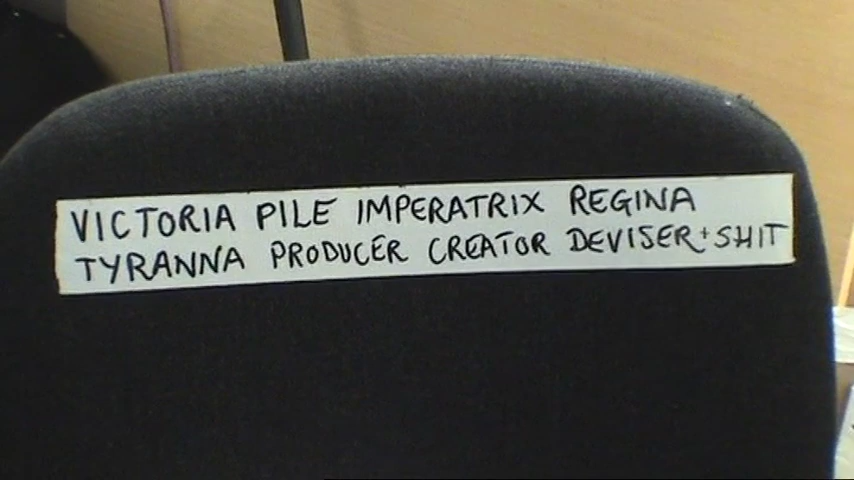 VICTORIA PILE IMPERATRIX REGINA
TYRANNA PRODUCER CREATOR DEVISER+SHIT